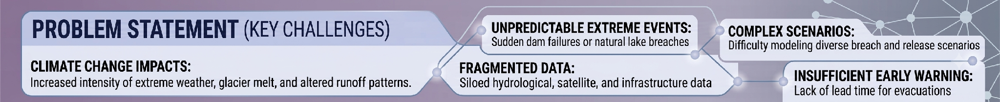 PROBLEM STATEMENT (KEY CHALLENGES)
CLIMATE CHANGE IMPACTS:
Increased intensity of extreme weather, glacier melt, and altered runoff patterns.
UNPREDICTABLE EXTREME EVENTS:
Sudden dam failures or natural lake breaches
FRAGMENTED DATA:
Siloed hydrological, satellite, and infrastructure data
COMPLEX SCENARIOS:
Difficulty modeling diverse breach and release scenarios
INSUFFICIENT EARLY WARNING:
Lack of lead time for evacuations